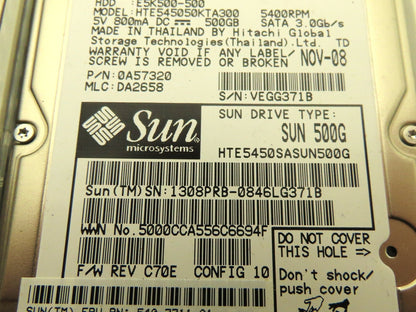 HDD E5K500-500
MODEL:HTE545050KTA300 5400RPM
5V 800mA DC 500GB SATA 3.0Gb/s
MADE IN THAILAND BY Hitachi Global
Storage Technologies(Thailand).Ltd. TD
WARRANTY VOID IF ANY LABEL/
SCREW IS REMOVED OR BROKEN NOV-08
P/N:0A57320
MLC:DA2658
S/N:VEGG371B
Sun
microsystems
SUN DRIVE TYPE:
SUN 500G
HTE5450SASUN500G
Sun(TM)SN:1308PRB-0846LG371B
WWN No.5000CCA556C6694F
F/W REV C70E CONFIG 10
DO NOT COVER
THIS HOLE =>
Don't shock/
push cover
SUN(TM)